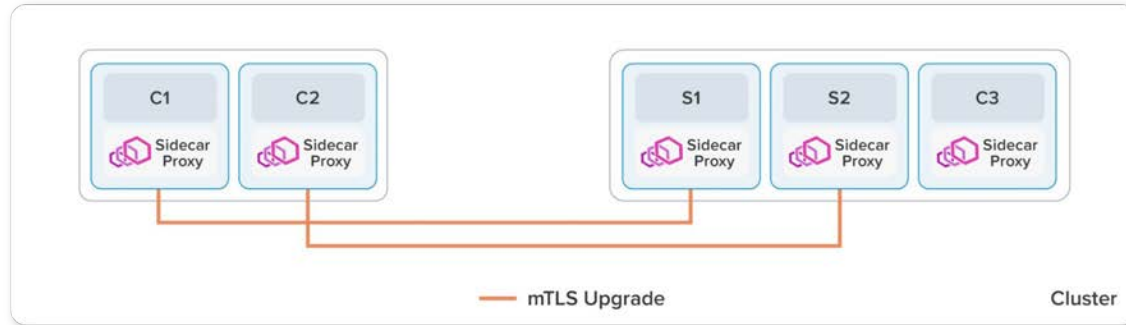 C1
Sidecar
Proxy
C2
Sidecar
Proxy
S1
Sidecar
Proxy
S2
Sidecar
Proxy
C3
Sidecar
Proxy
mTLS Upgrade
Cluster